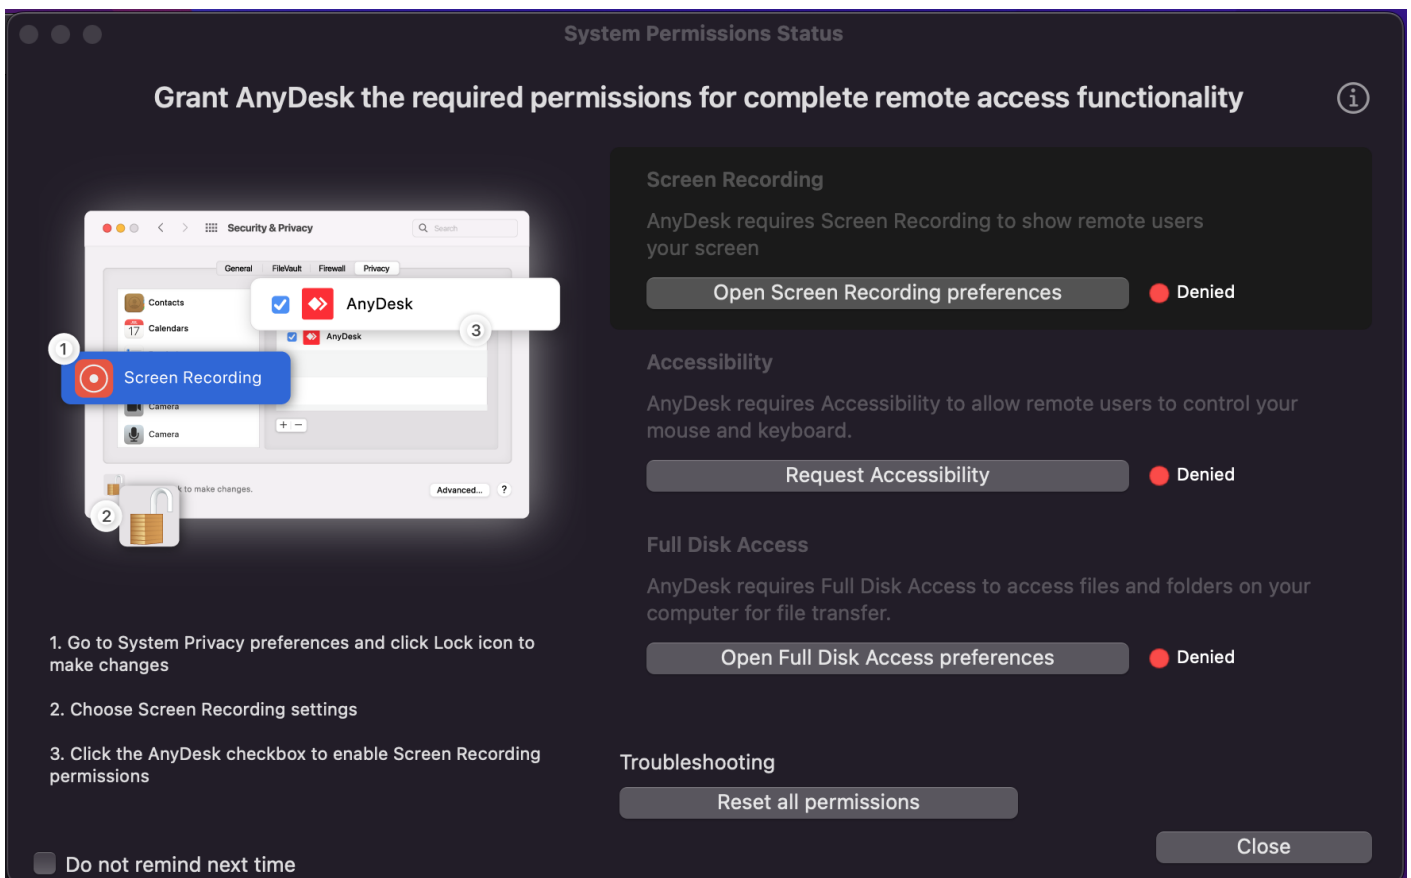 System Permissions Status
Grant AnyDesk the required permissions for complete remote access functionality
Security & Privacy
Search
General FileVault Firewall Privacy
Contacts
AnyDesk
3
17
Calendars
AnyDesk
1
Screen Recording
Camera
Camera
+ −
k to make changes.
Advanced... ?
2
1. Go to System Privacy preferences and click Lock icon to
make changes
2. Choose Screen Recording settings
3. Click the AnyDesk checkbox to enable Screen Recording
permissions
Do not remind next time
Screen Recording
AnyDesk requires Screen Recording to show remote users
your screen
Open Screen Recording preferences
Denied
Accessibility
AnyDesk requires Accessibility to allow remote users to control your
mouse and keyboard.
Request Accessibility
Denied
Full Disk Access
AnyDesk requires Full Disk Access to access files and folders on your
computer for file transfer.
Open Full Disk Access preferences
Denied
Troubleshooting
Reset all permissions
Close